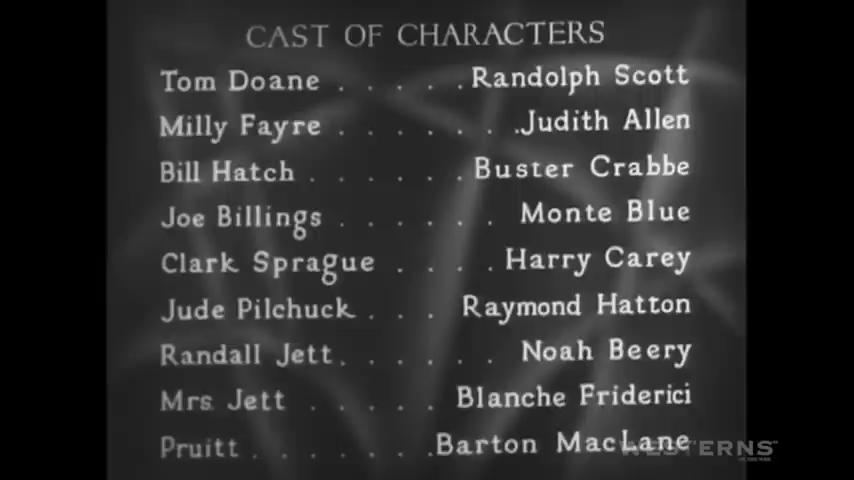 CAST OF CHARACTERS
Tom Doane . . . . . Randolph Scott
Milly Fayre . . . . . . .Judith Allen
Bill Hatch . . . . . . Buster Crabbe
Joe Billings . . . . . . Monte Blue
Clark Sprague . . . . Harry Carey
Jude Pilchuck . . . Raymond Hatton
Randall Jett . . . . . . Noah Beery
Mrs Jett . . . . . Blanche Friderici
Pruitt . . . . . . .Barton MacLane
WESTERNS